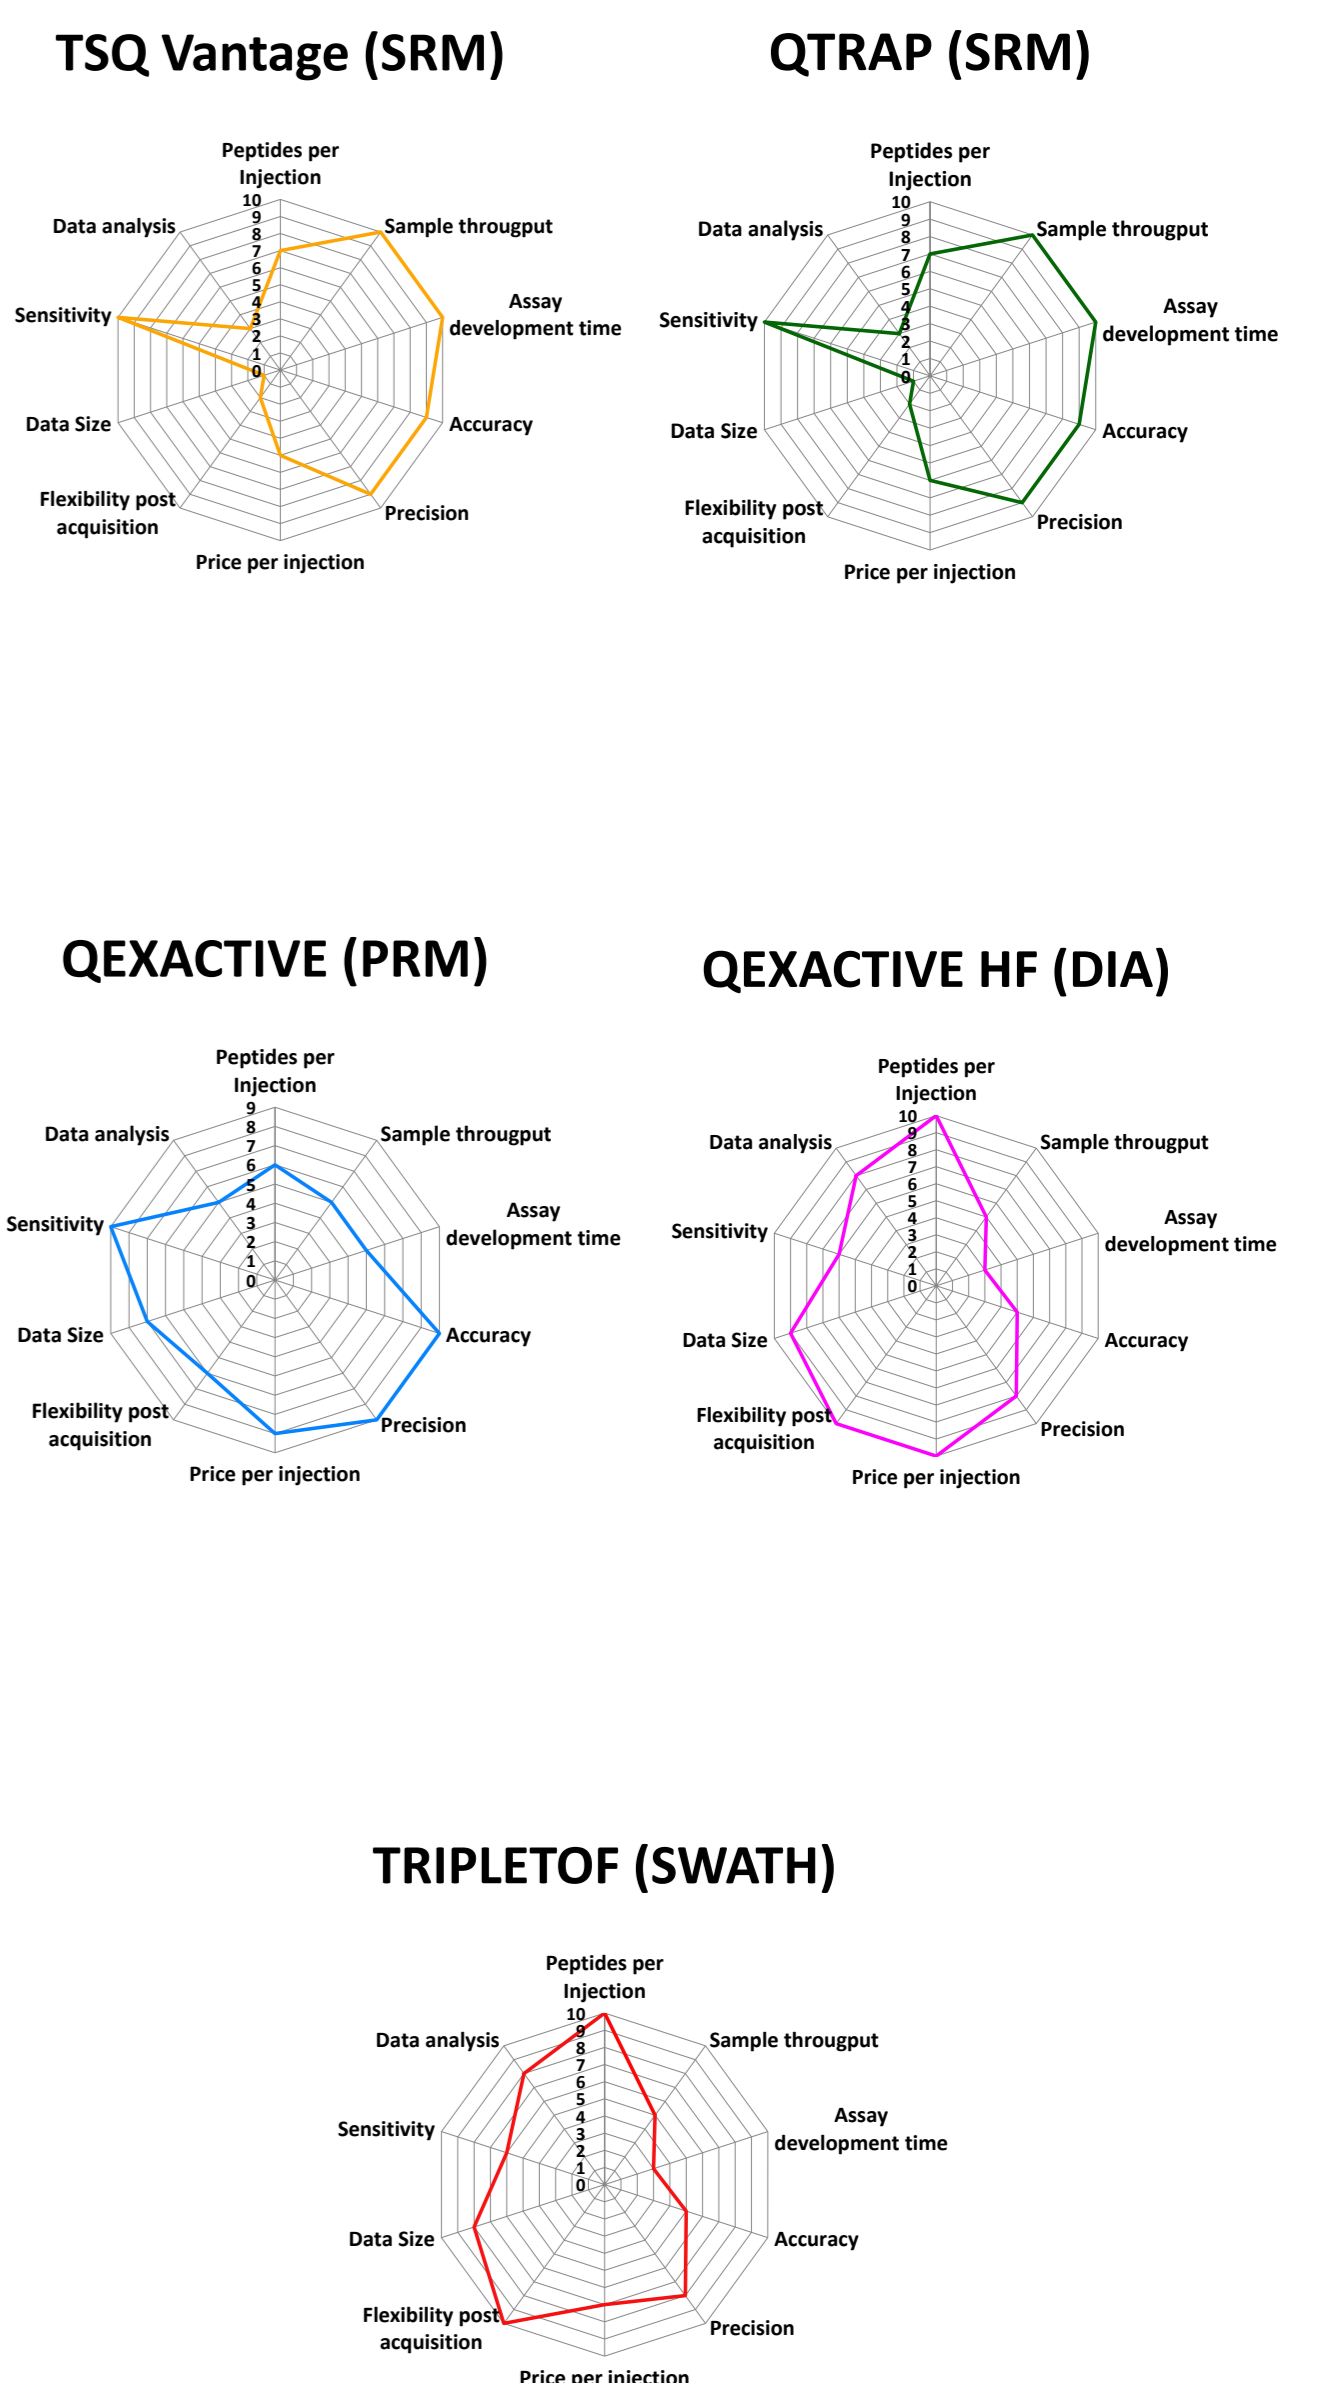 TSQ Vantage (SRM)
Peptides per
Injection
10
9
8
7
6
5
4
3
2
1
0
Sample througput
Assay
development time
Accuracy
Precision
Price per injection
Flexibility post
acquisition
Data Size
Sensitivity
Data analysis
QTRAP (SRM)
Peptides per
Injection
10
9
8
7
6
5
4
3
2
1
0
Sample througput
Assay
development time
Accuracy
Precision
Price per injection
Flexibility post
acquisition
Data Size
Sensitivity
Data analysis
QEXACTIVE (PRM)
Peptides per
Injection
9
8
7
6
5
4
3
2
1
0
Sample througput
Assay
development time
Accuracy
Precision
Price per injection
Flexibility post
acquisition
Data Size
Sensitivity
Data analysis
QEXACTIVE HF (DIA)
Peptides per
Injection
10
9
8
7
6
5
4
3
2
1
0
Sample througput
Assay
development time
Accuracy
Precision
Price per injection
Flexibility post
acquisition
Data Size
Sensitivity
Data analysis
TRIPLETOF (SWATH)
Peptides per
Injection
10
9
8
7
6
5
4
3
2
1
0
Sample througput
Assay
development time
Accuracy
Precision
Price per injection
Flexibility post
acquisition
Data Size
Sensitivity
Data analysis